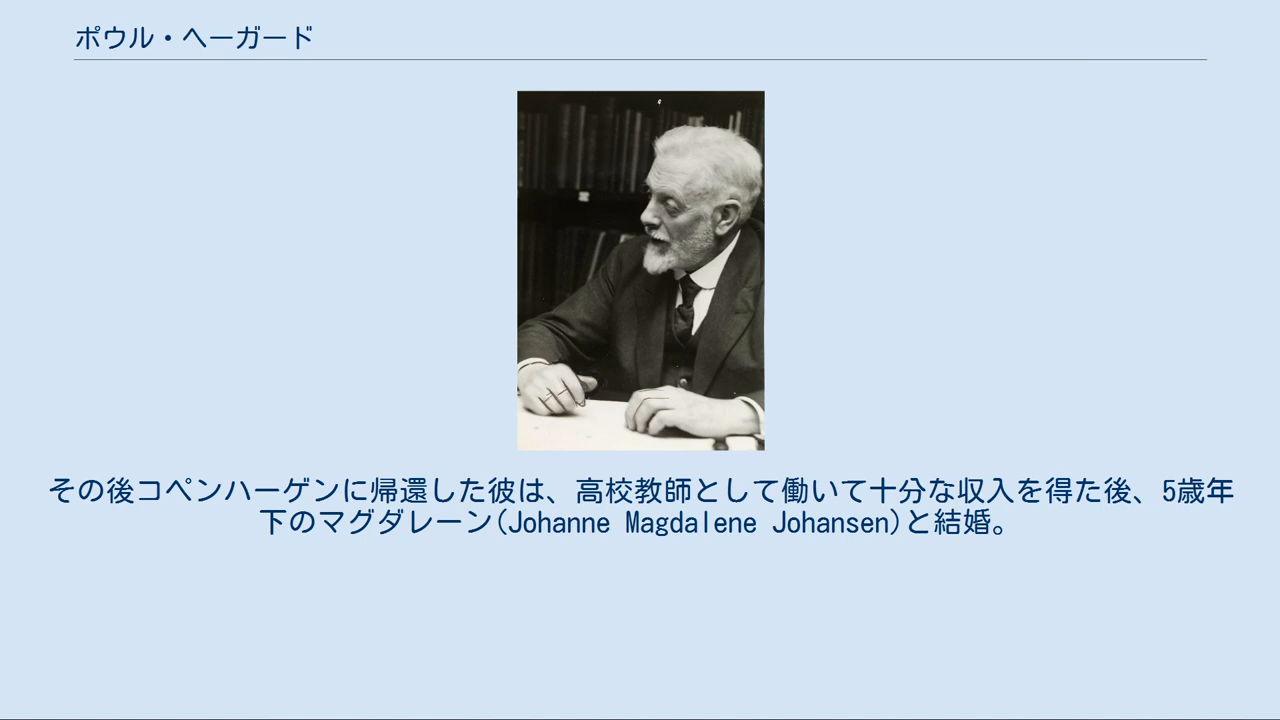 ポウル・ヘーガード
その後コペンハーゲンに帰還した彼は、高校教師として働いて十分な収入を得た後、5歳年
下のマグダレーン(Johanne Magdalene Johansen)と結婚。